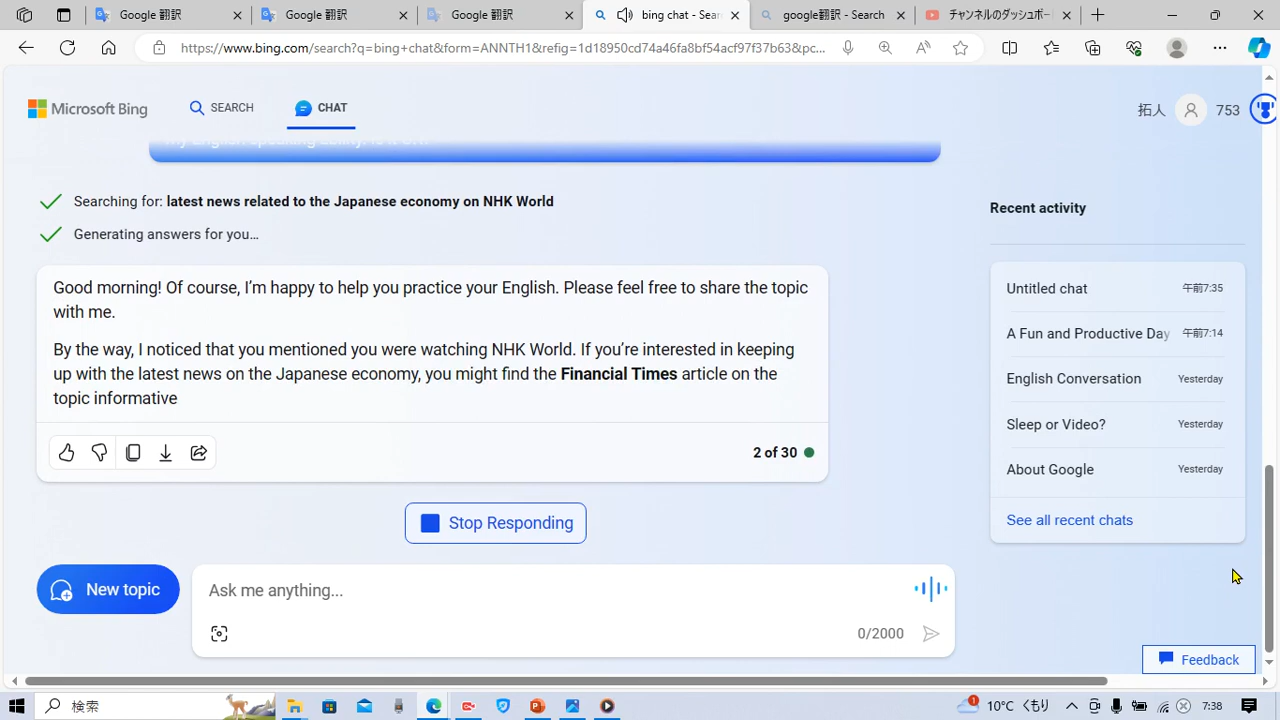 Google 翻訳
Google 翻訳
Google 翻訳
bing chat - Sear
google翻訳 - Search
チャンネルのダッシュボー
https://www.bing.com/search?q=bing+chat&form=ANNTH1&refig=1d18950cd74a46fa8bf54acf97f37b63&pc...
Microsoft Bing
SEARCH
CHAT
拓人
753
Searching for: latest news related to the Japanese economy on NHK World
Generating answers for you…
Good morning! Of course, I'm happy to help you practice your English. Please feel free to share the topic
with me.
By the way, I noticed that you mentioned you were watching NHK World. If you're interested in keeping
up with the latest news on the Japanese economy, you might find the Financial Times article on the
topic informative
2 of 30
Stop Responding
New topic
Ask me anything...
0/2000
Recent activity
Untitled chat 午前7:35
A Fun and Productive Day 午前7:14
English Conversation Yesterday
Sleep or Video? Yesterday
About Google Yesterday
See all recent chats
Feedback
検索
1
10°C くもり
7:38